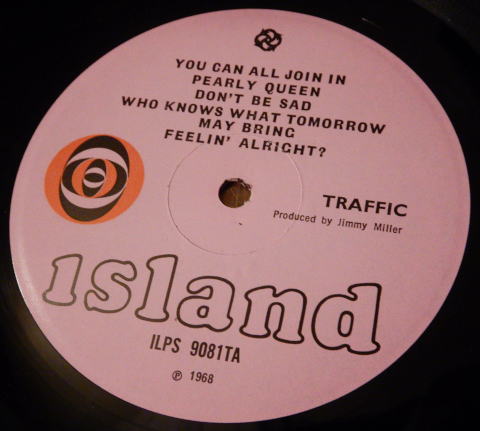 YOU CAN ALL JOIN IN
PEARLY QUEEN
DON'T BE SAD
WHO KNOWS WHAT TOMORROW
MAY BRING
FEELIN' ALRIGHT?
TRAFFIC
Produced by Jimmy Miller
island
ILPS 9081TA
℗ 1968